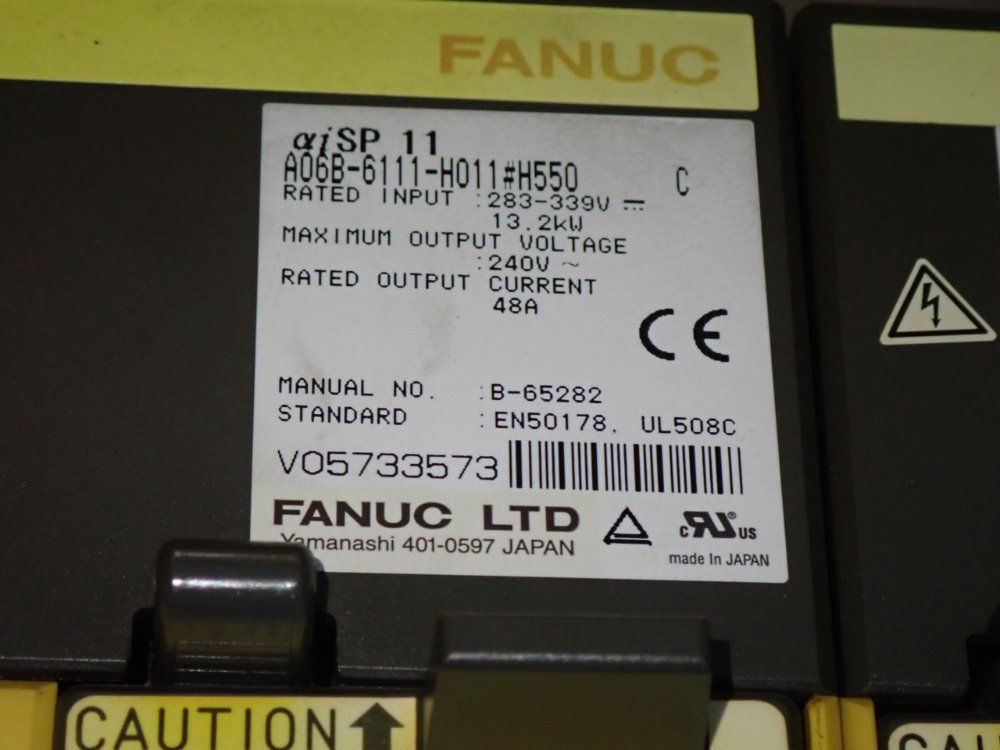 FANUC
αiSP 11
A06B-6111-H011#H550 C
RATED INPUT :283-339V ⎓
13.2kW
MAXIMUM OUTPUT VOLTAGE
:240V ~
RATED OUTPUT CURRENT
48A
CE
MANUAL NO. :B-65282
STANDARD :EN50178, UL508C
V05733573
FANUC LTD
Yamanashi 401-0597 JAPAN
c RU ® US
made In JAPAN
CAUTION